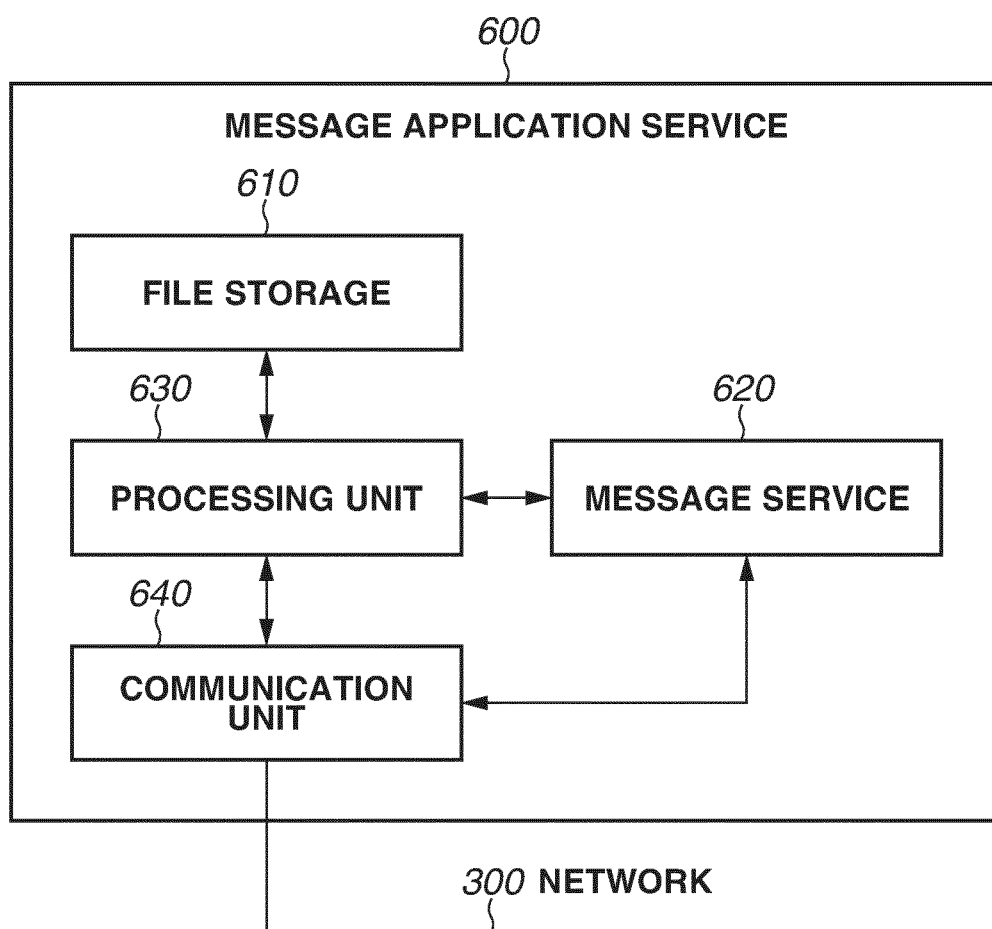 600
MESSAGE APPLICATION SERVICE
610
FILE STORAGE
630
PROCESSING UNIT
620
MESSAGE SERVICE
640
COMMUNICATION
UNIT
300 NETWORK